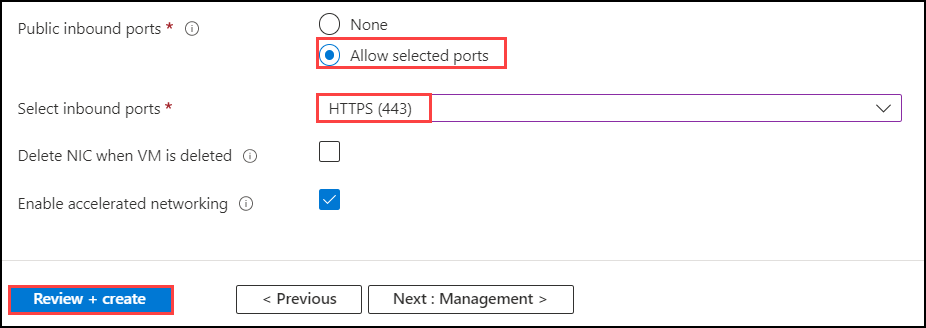 Public inbound ports * ⓘ
None
Allow selected ports
Select inbound ports *
HTTPS (443)
Delete NIC when VM is deleted ⓘ
Enable accelerated networking ⓘ
Review + create
< Previous
Next : Management >